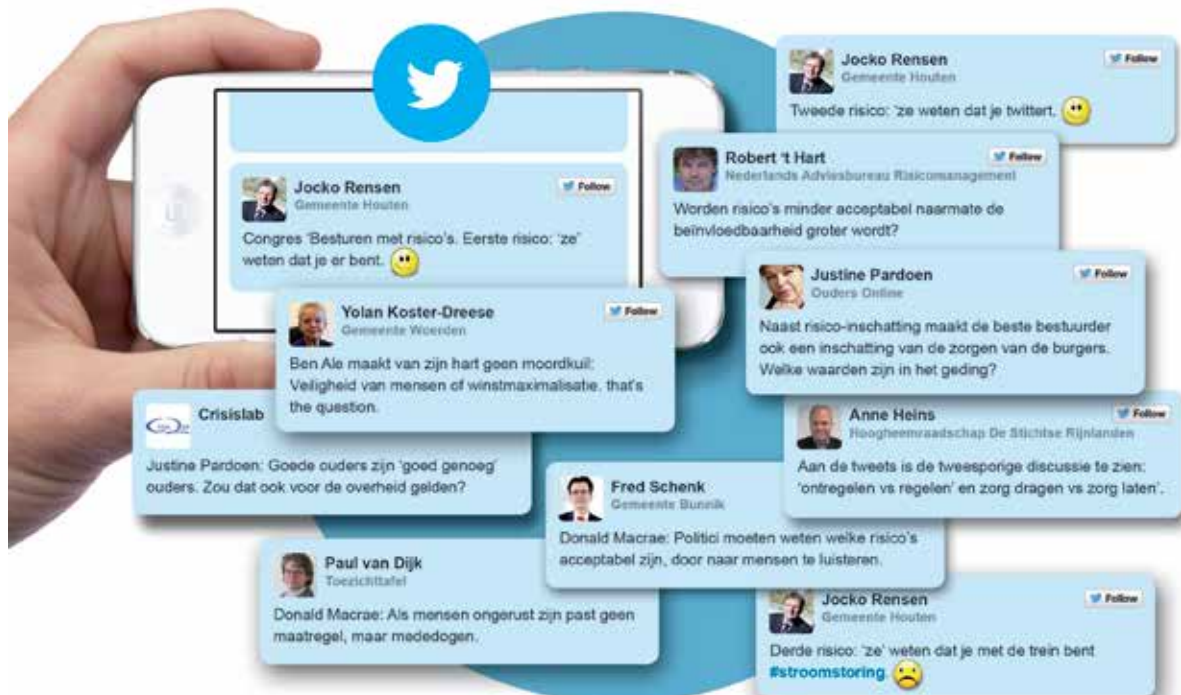 Jocko Rensen
Follow
Gemeente Houten
Tweede risico: 'ze weten dat je twittert.
Robert 't Hart
Follow
Nederlands Adviesbureau Risicomanagement
Worden risico's minder acceptabel naarmate de
beïnvloedbaarheid groter wordt?
Jocko Rensen
Follow
Gemeente Houten
Congres 'Besturen met risico's. Eerste risico: 'ze'
weten dat je er bent.
Justine Pardoen
Follow
Ouders Online
Naast risico-inschatting maakt de beste bestuurder
ook een inschatting van de zorgen van de burgers.
Welke waarden zijn in het geding?
Yolan Koster-Dreese
Follow
Gemeente Woerden
Ben Ale maakt van zijn hart geen moordkuil:
Veiligheid van mensen of winstmaximalisatie. that's
the question.
Crisislab
Justine Pardoen: Goede ouders zijn 'goed genoeg'
ouders. Zou dat ook voor de overheid gelden?
Anne Heins
Follow
Hoogheemraadschap De Stichtse Rijnlanden
Aan de tweets is de tweesporige discussie te zien:
'ontregelen vs regelen' en zorg dragen vs zorg laten'.
Fred Schenk
Follow
Gemeente Bunnik
Donald Macrae: Politici moeten weten welke risico's
acceptabel zijn, door naar mensen te luisteren.
Paul van Dijk
Follow
Toezichttafel
Donald Macrae: Als mensen ongerust zijn past geen
maatregel, maar mededogen.
Jocko Rensen
Follow
Gemeente Houten
Derde risico: 'ze' weten dat je met de trein bent
#stroomstoring.